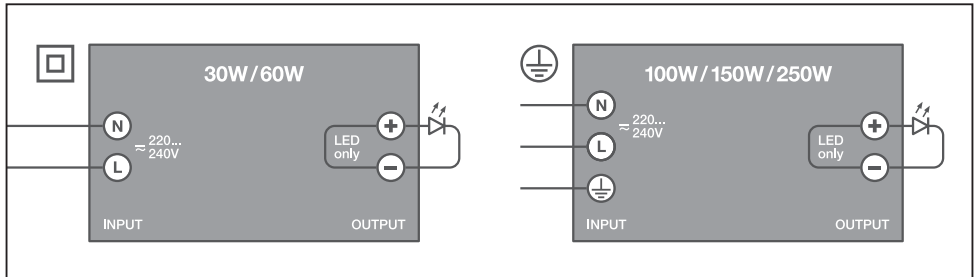 30W/60W
N
L
≂ 220...
240V
+
LED
only
−
INPUT
OUTPUT
100W/150W/250W
N
L
≂ 220...
240V
+
LED
only
−
INPUT
OUTPUT